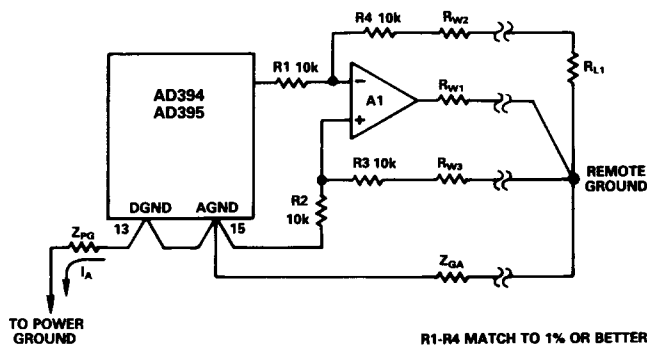 R4 10k
RW2
R1 10k
RL1
AD394
AD395
−
A1
+
RW1
R3 10k
RW3
REMOTE
GROUND
R2
10k
DGND
AGND
13
15
ZPG
IA
ZGA
TO POWER
GROUND
R1-R4 MATCH TO 1% OR BETTER